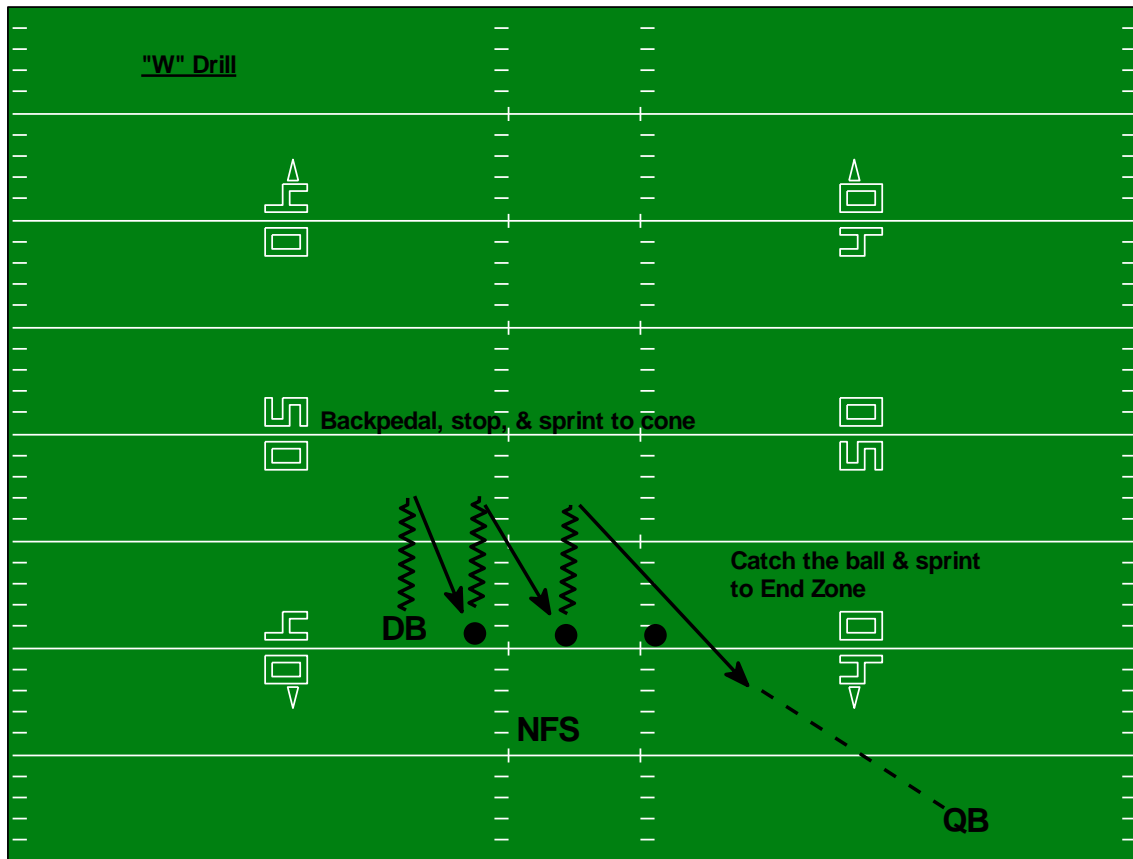 "W" Drill
40
40
50
Backpedal, stop, & sprint to cone
50
Catch the ball & sprint
to End Zone
DB
40
40
NFS
QB